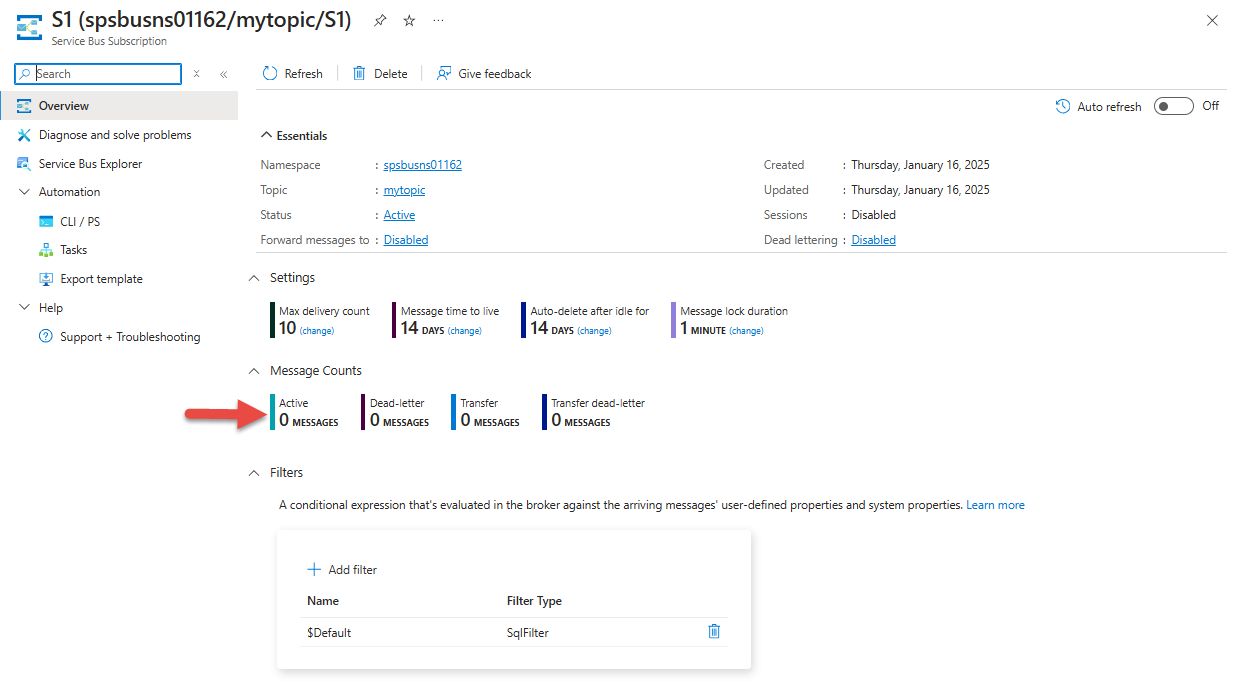 S1 (spsbusns01162/mytopic/S1) ...
Service Bus Subscription
Search
Refresh
Delete
Give feedback
Overview
Diagnose and solve problems
Service Bus Explorer
Automation
CLI / PS
Tasks
Export template
Help
Support + Troubleshooting
Auto refresh Off
Essentials
Namespace : spsbusns01162
Topic : mytopic
Status : Active
Forward messages to : Disabled
Created : Thursday, January 16, 2025
Updated : Thursday, January 16, 2025
Sessions : Disabled
Dead lettering : Disabled
Settings
Max delivery count
10 (change)
Message time to live
14 DAYS (change)
Auto-delete after idle for
14 DAYS (change)
Message lock duration
1 MINUTE (change)
Message Counts
Active
0 MESSAGES
Dead-letter
0 MESSAGES
Transfer
0 MESSAGES
Transfer dead-letter
0 MESSAGES
Filters
A conditional expression that's evaluated in the broker against the arriving messages' user-defined properties and system properties. Learn more
Add filter
Name Filter Type
$Default SqlFilter